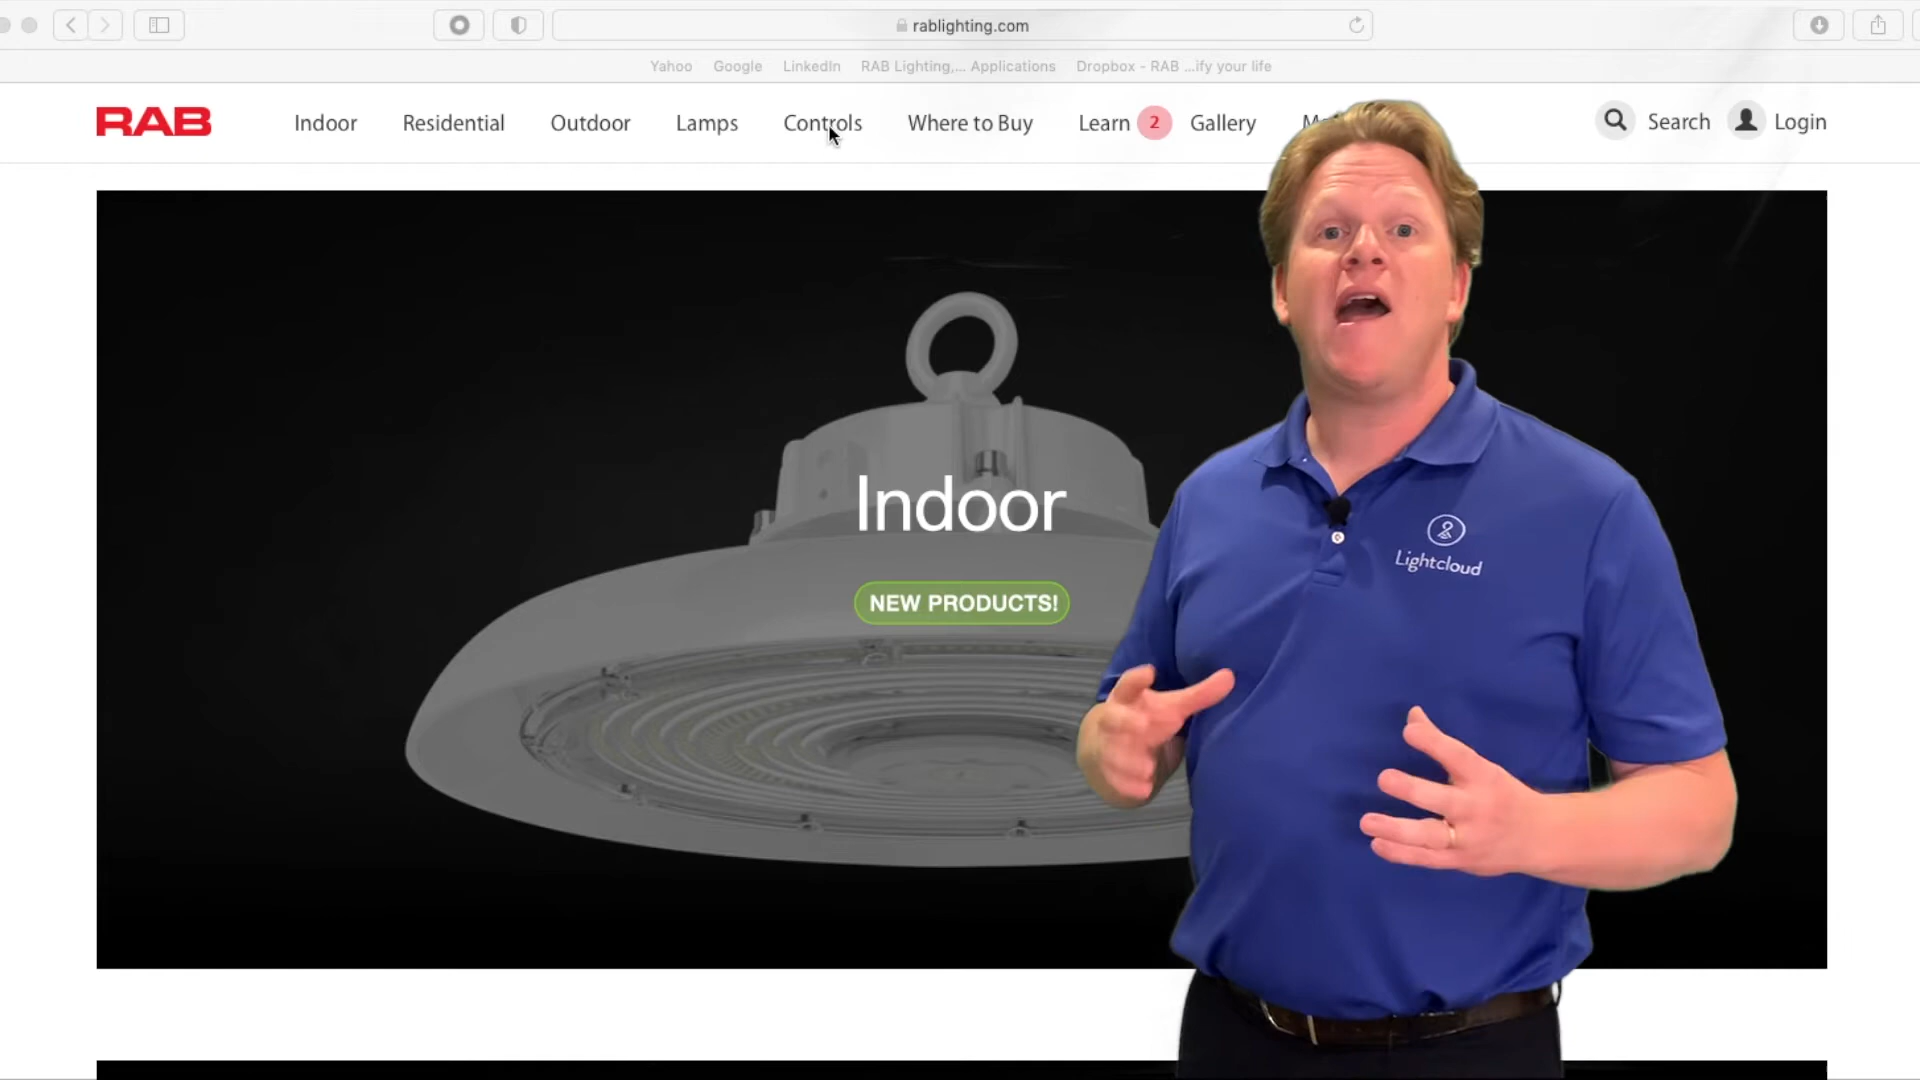 rablighting.com
Yahoo Google LinkedIn RAB Lighting,... Applications Dropbox - RAB ...ify your life
RAB Indoor Residential Outdoor Lamps Controls Where to Buy Learn 2 Gallery Search Login
Indoor
NEW PRODUCTS!
Lightcloud